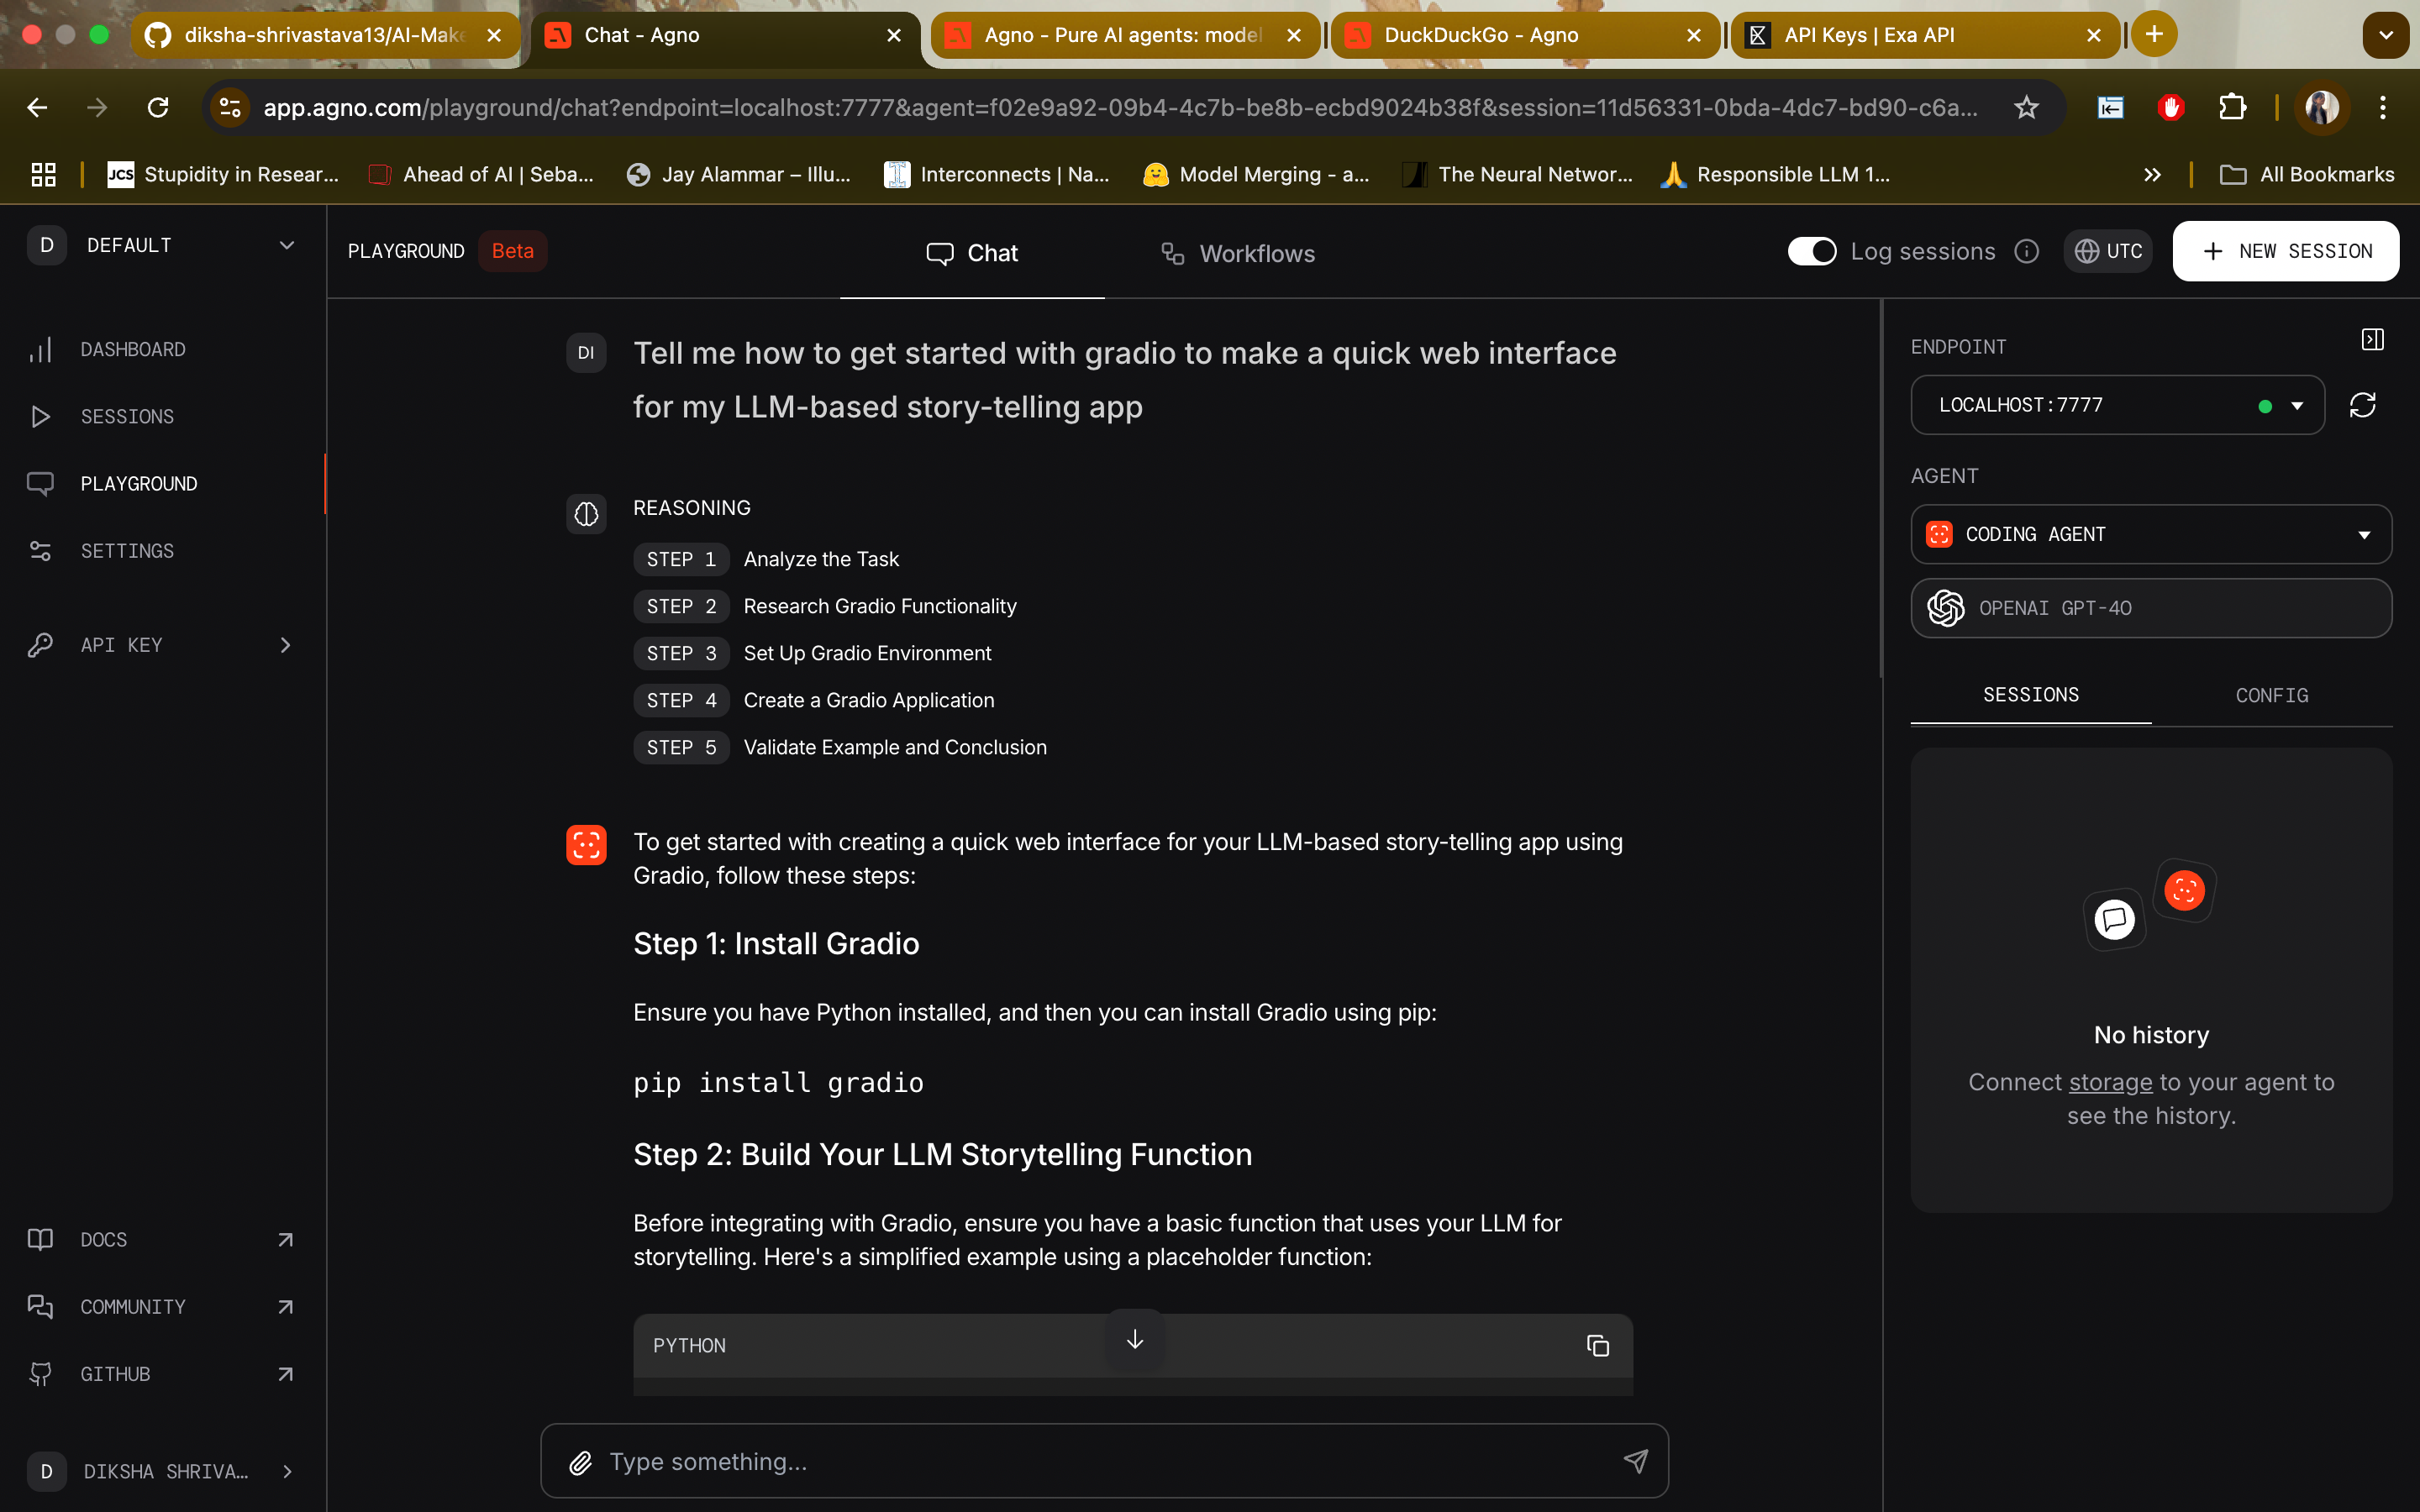 diksha-shrivastava13/AI-Make
Chat - Agno
Agno - Pure AI agents: model
DuckDuckGo - Agno
API Keys | Exa API
app.agno.com/playground/chat?endpoint=localhost:7777&agent=f02e9a92-09b4-4c7b-be8b-ecbd9024b38f&session=11d56331-0bda-4dc7-bd90-c6a...
JCS Stupidity in Resear...
Ahead of AI | Seba...
Jay Alammar – Illu...
Interconnects | Na...
Model Merging - a...
The Neural Networ...
Responsible LLM 1...
All Bookmarks
D DEFAULT
PLAYGROUND Beta
Chat
Workflows
Log sessions
UTC
+ NEW SESSION
DASHBOARD
SESSIONS
PLAYGROUND
SETTINGS
API KEY
DOCS
COMMUNITY
GITHUB
D DIKSHA SHRIVA...
DI Tell me how to get started with gradio to make a quick web interface
for my LLM-based story-telling app
REASONING
STEP 1 Analyze the Task
STEP 2 Research Gradio Functionality
STEP 3 Set Up Gradio Environment
STEP 4 Create a Gradio Application
STEP 5 Validate Example and Conclusion
To get started with creating a quick web interface for your LLM-based story-telling app using
Gradio, follow these steps:
Step 1: Install Gradio
Ensure you have Python installed, and then you can install Gradio using pip:
pip install gradio
Step 2: Build Your LLM Storytelling Function
Before integrating with Gradio, ensure you have a basic function that uses your LLM for
storytelling. Here's a simplified example using a placeholder function:
PYTHON
Type something...
ENDPOINT
LOCALHOST:7777
AGENT
CODING AGENT
OPENAI GPT-4O
SESSIONS
CONFIG
No history
Connect storage to your agent to
see the history.